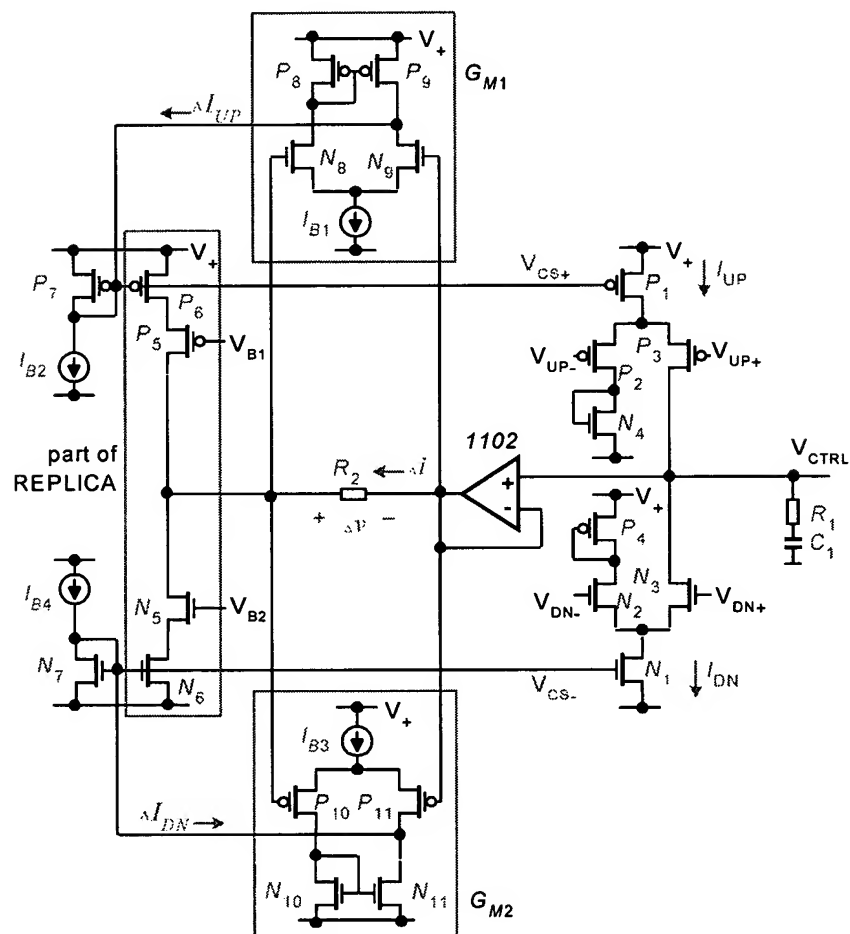 V+
P8
P9
GM1
ΔIUP
N8
N9
IB1
V+
P7
P6
VCS+
V+
P1
IUP
P5
VB1
IB2
VUP-
P3
P2
VUP+
N4
part of
REPLICA
1102
VCTRL
R2
Δi
+
-
+ Δv −
V+
P4
R1
C1
IB4
N5
VB2
N3
VDN-
N2
VDN+
N7
N6
VCS-
N1
IDN
V+
IB3
P10
P11
ΔIDN
N10
N11
GM2